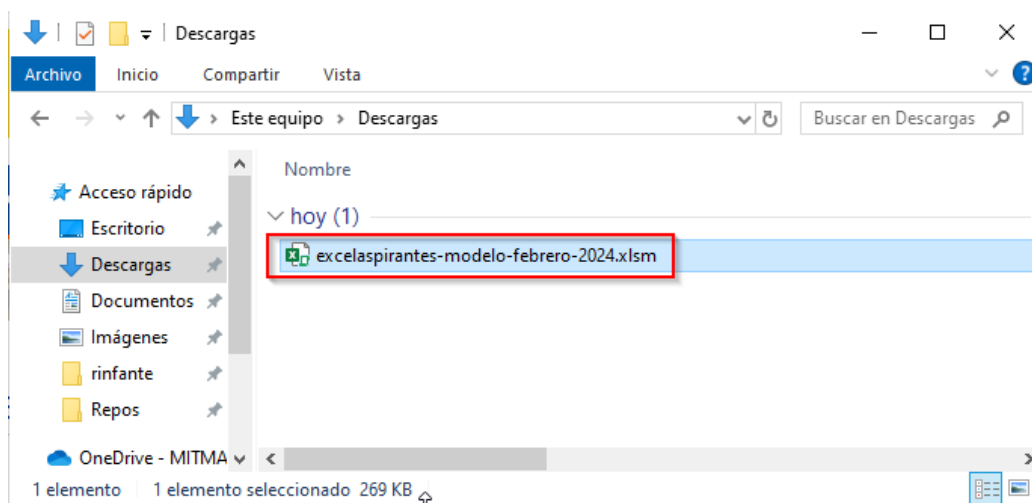 Descargas
Archivo Inicio Compartir Vista
Este equipo Descargas Buscar en Descargas
Nombre
Acceso rápido
hoy (1)
Escritorio
excelaspirantes-modelo-febrero-2024.xlsm
Descargas
Documentos
Imágenes
rinfante
Repos
OneDrive - MITMA
1 elemento 1 elemento seleccionado 269 KB